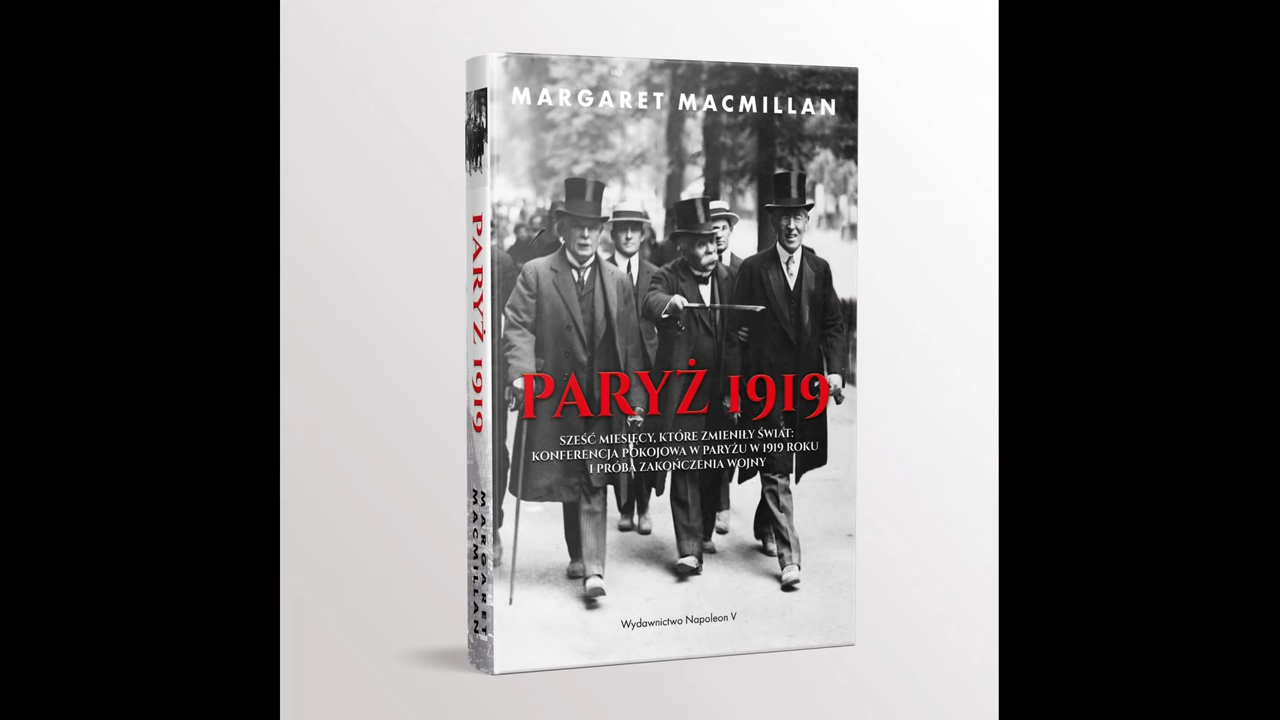 MARGARET MACMILLAN
PARYŻ 1919
SZEŚĆ MIESIĘCY, KTÓRE ZMIENIŁY ŚWIAT:
KONFERENCJA POKOJOWA W PARYŻU W 1919 ROKU
I PRÓBA ZAKOŃCZENIA WOJNY
Wydawnictwo Napoleon V
PARYŻ 1919
MARGARET
MACMILLAN